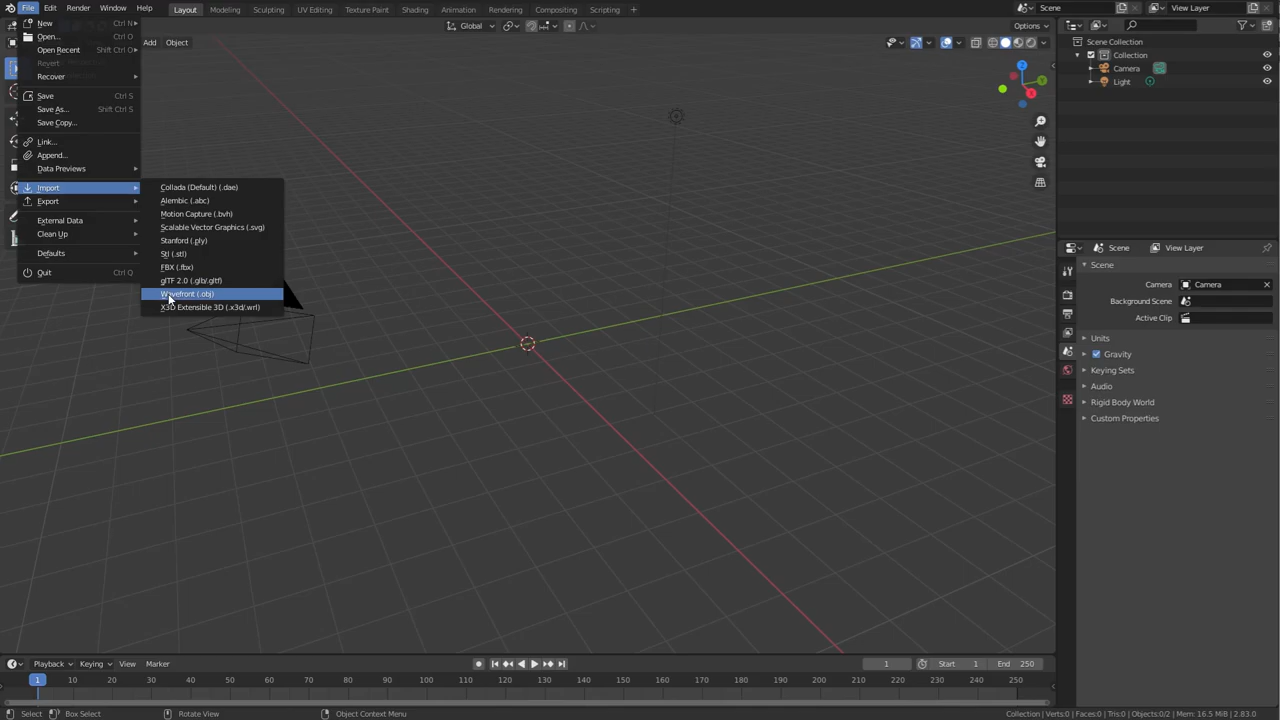 File Edit Render Window Help Layout Modeling Sculpting UV Editing Texture Paint Shading Animation Rendering Compositing Scripting + Scene View Layer
Global Options
Add Object
New Ctrl N
Open... Ctrl O
Open Recent Shift Ctrl O
Revert
Recover
Save Ctrl S
Save As... Shift Ctrl S
Save Copy...
Link...
Append...
Data Previews
Import
Export
External Data
Clean Up
Defaults
Quit Ctrl Q
Collada (Default) (.dae)
Alembic (.abc)
Motion Capture (.bvh)
Scalable Vector Graphics (.svg)
Stanford (.ply)
Stl (.stl)
FBX (.fbx)
glTF 2.0 (.glb/.gltf)
Wavefront (.obj)
X3D Extensible 3D (.x3d/.wrl)
Z
Y
X
Scene Collection
Collection
Camera
Light
Scene View Layer
Scene
Camera Camera
Background Scene
Active Clip
Units
Gravity
Keying Sets
Audio
Rigid Body World
Custom Properties
Playback Keying View Marker 1 Start 1 End 250
1 10 20 30 40 50 60 70 80 90 100 110 120 130 140 150 160 170 180 190 200 210 220 230 240 250
Select Box Select Rotate View Object Context Menu Collection | Verts:0 | Faces:0 | Tris:0 | Objects:0/2 | Mem: 16.5 MiB | 2.83.0